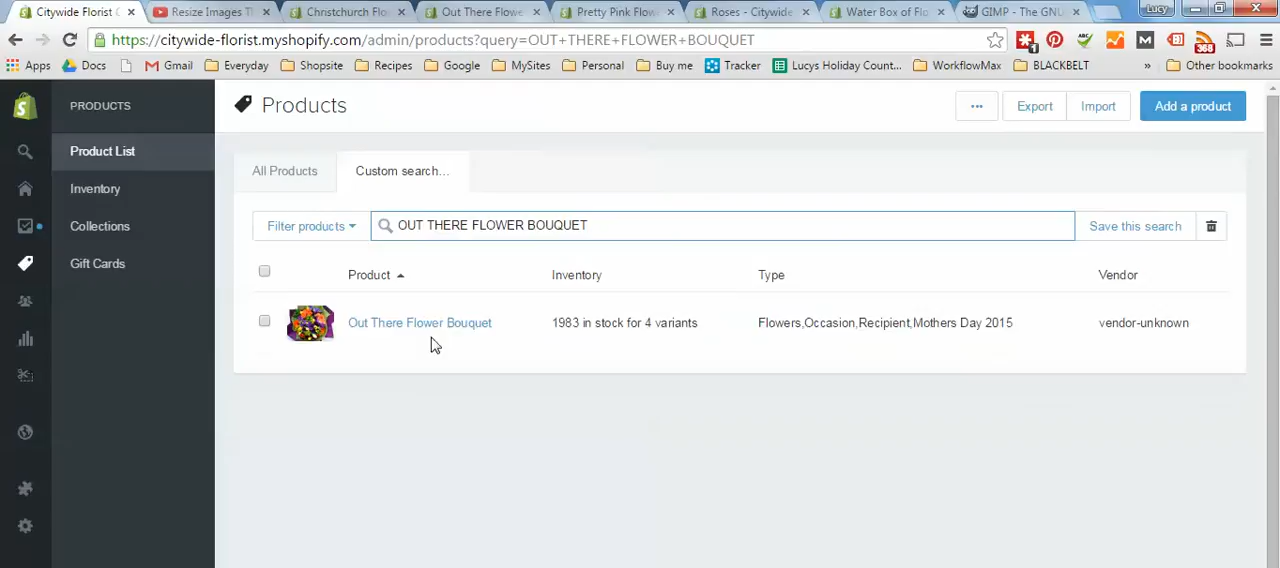 Citywide Florist C × Resize Images Th × Christchurch Flo × Out There Flowe × Pretty Pink Flow × Roses - Citywide × Water Box of Flo × GIMP - The GNU × Lucy
https://citywide-florist.myshopify.com/admin/products?query=OUT+THERE+FLOWER+BOUQUET
Apps Docs Gmail Everyday Shopsite Recipes Google MySites Personal Buy me Tracker Lucys Holiday Count... WorkflowMax BLACKBELT » Other bookmarks
1 ABC M 368
PRODUCTS
Product List
Inventory
Collections
Gift Cards
Products
... Export Import Add a product
All Products Custom search...
Filter products OUT THERE FLOWER BOUQUET Save this search
Product Inventory Type Vendor
Out There Flower Bouquet 1983 in stock for 4 variants Flowers,Occasion,Recipient,Mothers Day 2015 vendor-unknown